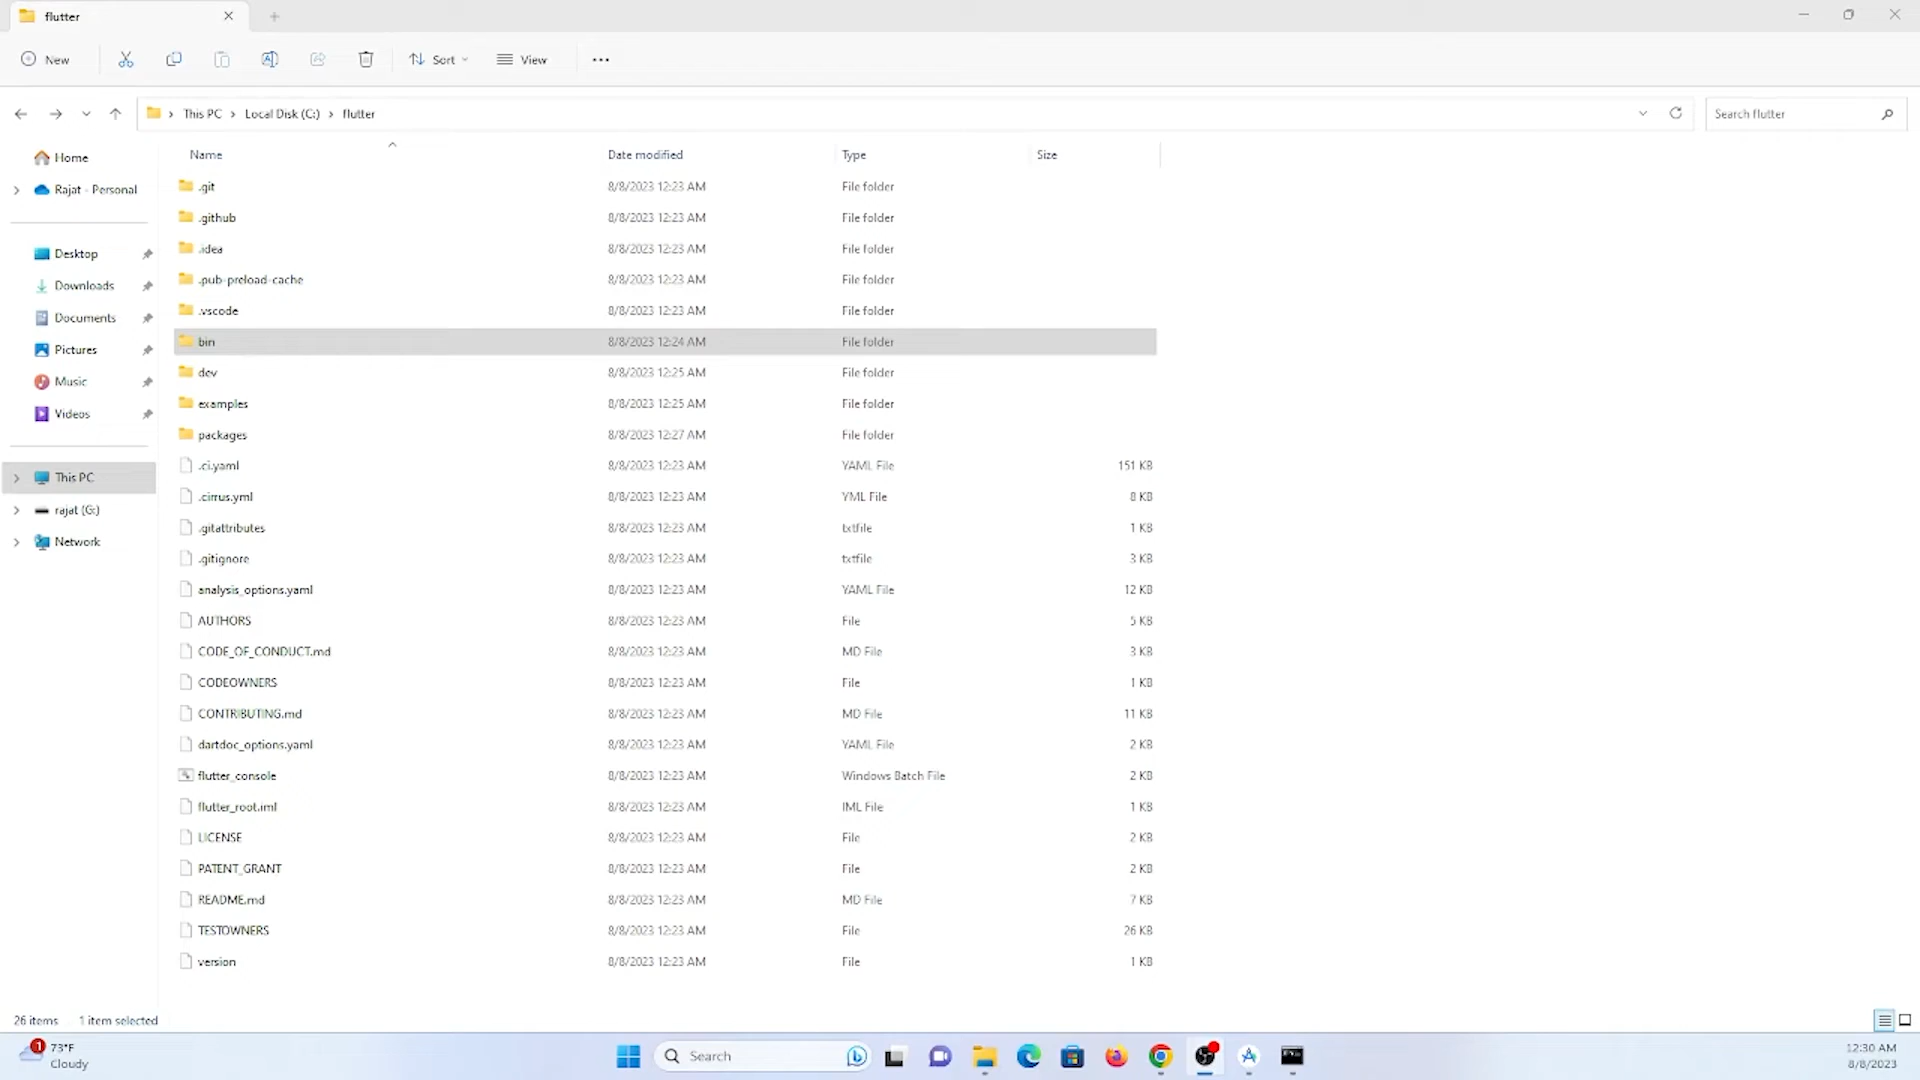 flutter
New
Sort
View
This PC > Local Disk (C:) > flutter
Search flutter
Home
Rajat - Personal
Desktop
Downloads
Documents
Pictures
Music
Videos
This PC
rajat (G:)
Network
Name Date modified Type Size
.git 8/8/2023 12:23 AM File folder
.github 8/8/2023 12:23 AM File folder
.idea 8/8/2023 12:23 AM File folder
.pub-preload-cache 8/8/2023 12:23 AM File folder
.vscode 8/8/2023 12:23 AM File folder
bin 8/8/2023 12:24 AM File folder
dev 8/8/2023 12:25 AM File folder
examples 8/8/2023 12:25 AM File folder
packages 8/8/2023 12:27 AM File folder
.ci.yaml 8/8/2023 12:23 AM YAML File 151 KB
.cirrus.yml 8/8/2023 12:23 AM YML File 8 KB
.gitattributes 8/8/2023 12:23 AM txtfile 1 KB
.gitignore 8/8/2023 12:23 AM txtfile 3 KB
analysis_options.yaml 8/8/2023 12:23 AM YAML File 12 KB
AUTHORS 8/8/2023 12:23 AM File 5 KB
CODE_OF_CONDUCT.md 8/8/2023 12:23 AM MD File 3 KB
CODEOWNERS 8/8/2023 12:23 AM File 1 KB
CONTRIBUTING.md 8/8/2023 12:23 AM MD File 11 KB
dartdoc_options.yaml 8/8/2023 12:23 AM YAML File 2 KB
flutter_console 8/8/2023 12:23 AM Windows Batch File 2 KB
flutter_root.iml 8/8/2023 12:23 AM IML File 1 KB
LICENSE 8/8/2023 12:23 AM File 2 KB
PATENT_GRANT 8/8/2023 12:23 AM File 2 KB
README.md 8/8/2023 12:23 AM MD File 7 KB
TESTOWNERS 8/8/2023 12:23 AM File 26 KB
version 8/8/2023 12:23 AM File 1 KB
26 items 1 item selected
1
73°F
Cloudy
Search
12:30 AM
8/8/2023